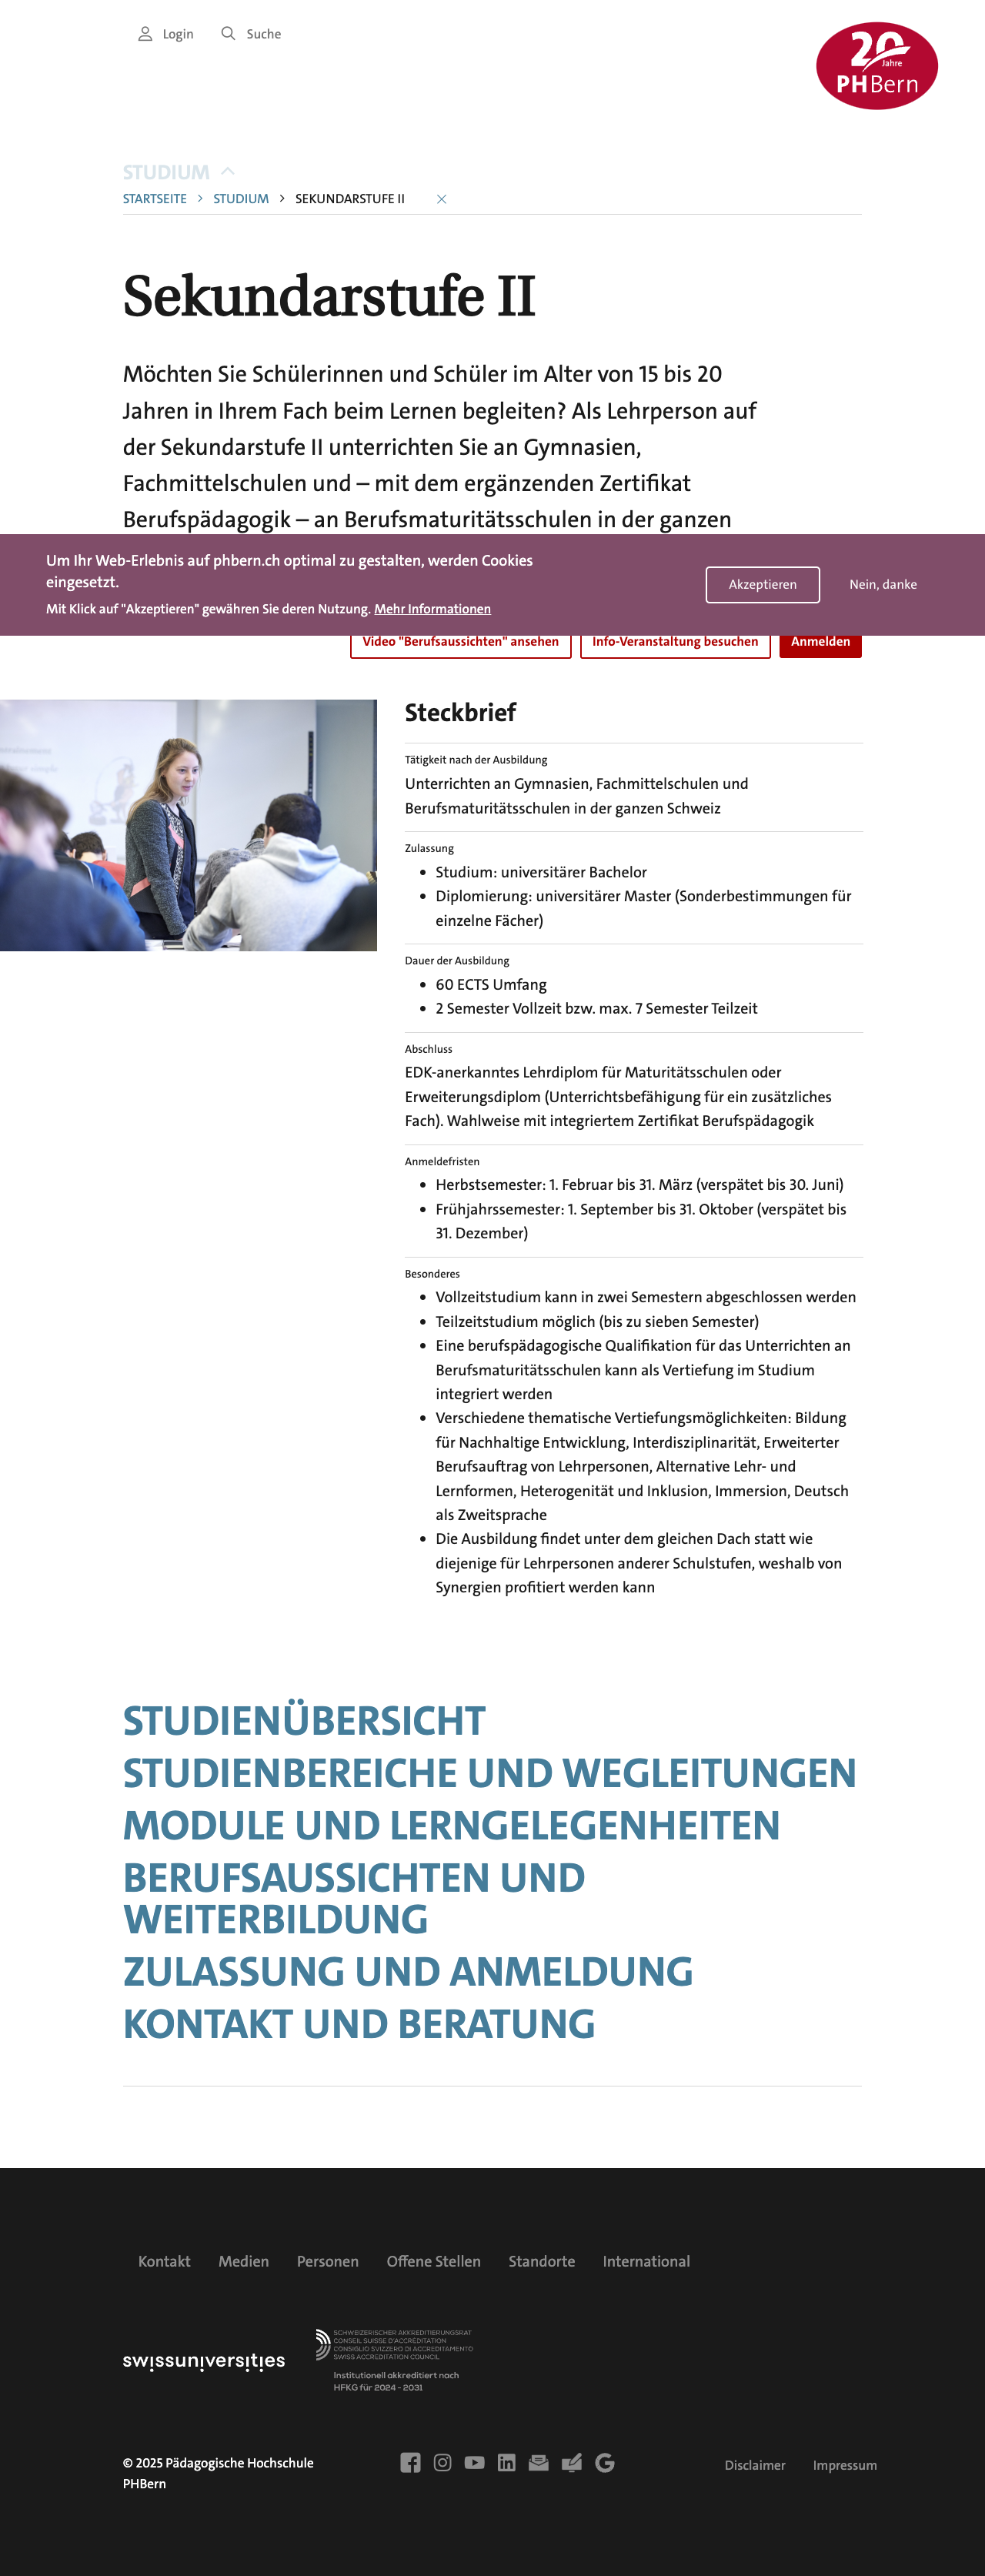 Login Suche
20 Jahre
PHBern
STUDIUM
STARTSEITE STUDIUM SEKUNDARSTUFE II
Sekundarstufe II
Möchten Sie Schülerinnen und Schüler im Alter von 15 bis 20
Jahren in Ihrem Fach beim Lernen begleiten? Als Lehrperson auf
der Sekundarstufe II unterrichten Sie an Gymnasien,
Fachmittelschulen und – mit dem ergänzenden Zertifikat
Berufspädagogik – an Berufsmaturitätsschulen in der ganzen
Um Ihr Web-Erlebnis auf phbern.ch optimal zu gestalten, werden Cookies
eingesetzt.
Mit Klick auf "Akzeptieren" gewähren Sie deren Nutzung. Mehr Informationen
Akzeptieren Nein, danke
Video "Berufsaussichten" ansehen Info-Veranstaltung besuchen Anmelden
Steckbrief
Tätigkeit nach der Ausbildung
Unterrichten an Gymnasien, Fachmittelschulen und
Berufsmaturitätsschulen in der ganzen Schweiz
Zulassung
Studium: universitärer Bachelor
Diplomierung: universitärer Master (Sonderbestimmungen für
einzelne Fächer)
Dauer der Ausbildung
60 ECTS Umfang
2 Semester Vollzeit bzw. max. 7 Semester Teilzeit
Abschluss
EDK-anerkanntes Lehrdiplom für Maturitätsschulen oder
Erweiterungsdiplom (Unterrichtsbefähigung für ein zusätzliches
Fach). Wahlweise mit integriertem Zertifikat Berufspädagogik
Anmeldefristen
Herbstsemester: 1. Februar bis 31. März (verspätet bis 30. Juni)
Frühjahrssemester: 1. September bis 31. Oktober (verspätet bis
31. Dezember)
Besonderes
Vollzeitstudium kann in zwei Semestern abgeschlossen werden
Teilzeitstudium möglich (bis zu sieben Semester)
Eine berufspädagogische Qualifikation für das Unterrichten an
Berufsmaturitätsschulen kann als Vertiefung im Studium
integriert werden
Verschiedene thematische Vertiefungsmöglichkeiten: Bildung
für Nachhaltige Entwicklung, Interdisziplinarität, Erweiterter
Berufsauftrag von Lehrpersonen, Alternative Lehr- und
Lernformen, Heterogenität und Inklusion, Immersion, Deutsch
als Zweitsprache
Die Ausbildung findet unter dem gleichen Dach statt wie
diejenige für Lehrpersonen anderer Schulstufen, weshalb von
Synergien profitiert werden kann
STUDIENÜBERSICHT
STUDIENBEREICHE UND WEGLEITUNGEN
MODULE UND LERNGELEGENHEITEN
BERUFSAUSSICHTEN UND
WEITERBILDUNG
ZULASSUNG UND ANMELDUNG
KONTAKT UND BERATUNG
Kontakt Medien Personen Offene Stellen Standorte International
swissuniversities
SCHWEIZERISCHER AKKREDITIERUNGSRAT
CONSEIL SUISSE D'ACCREDITATION
CONSIGLIO SVIZZERO DI ACCREDITAMENTO
SWISS ACCREDITATION COUNCIL
Institutionell akkreditiert nach
HFKG für 2024 - 2031
© 2025 Pädagogische Hochschule
PHBern
Disclaimer Impressum